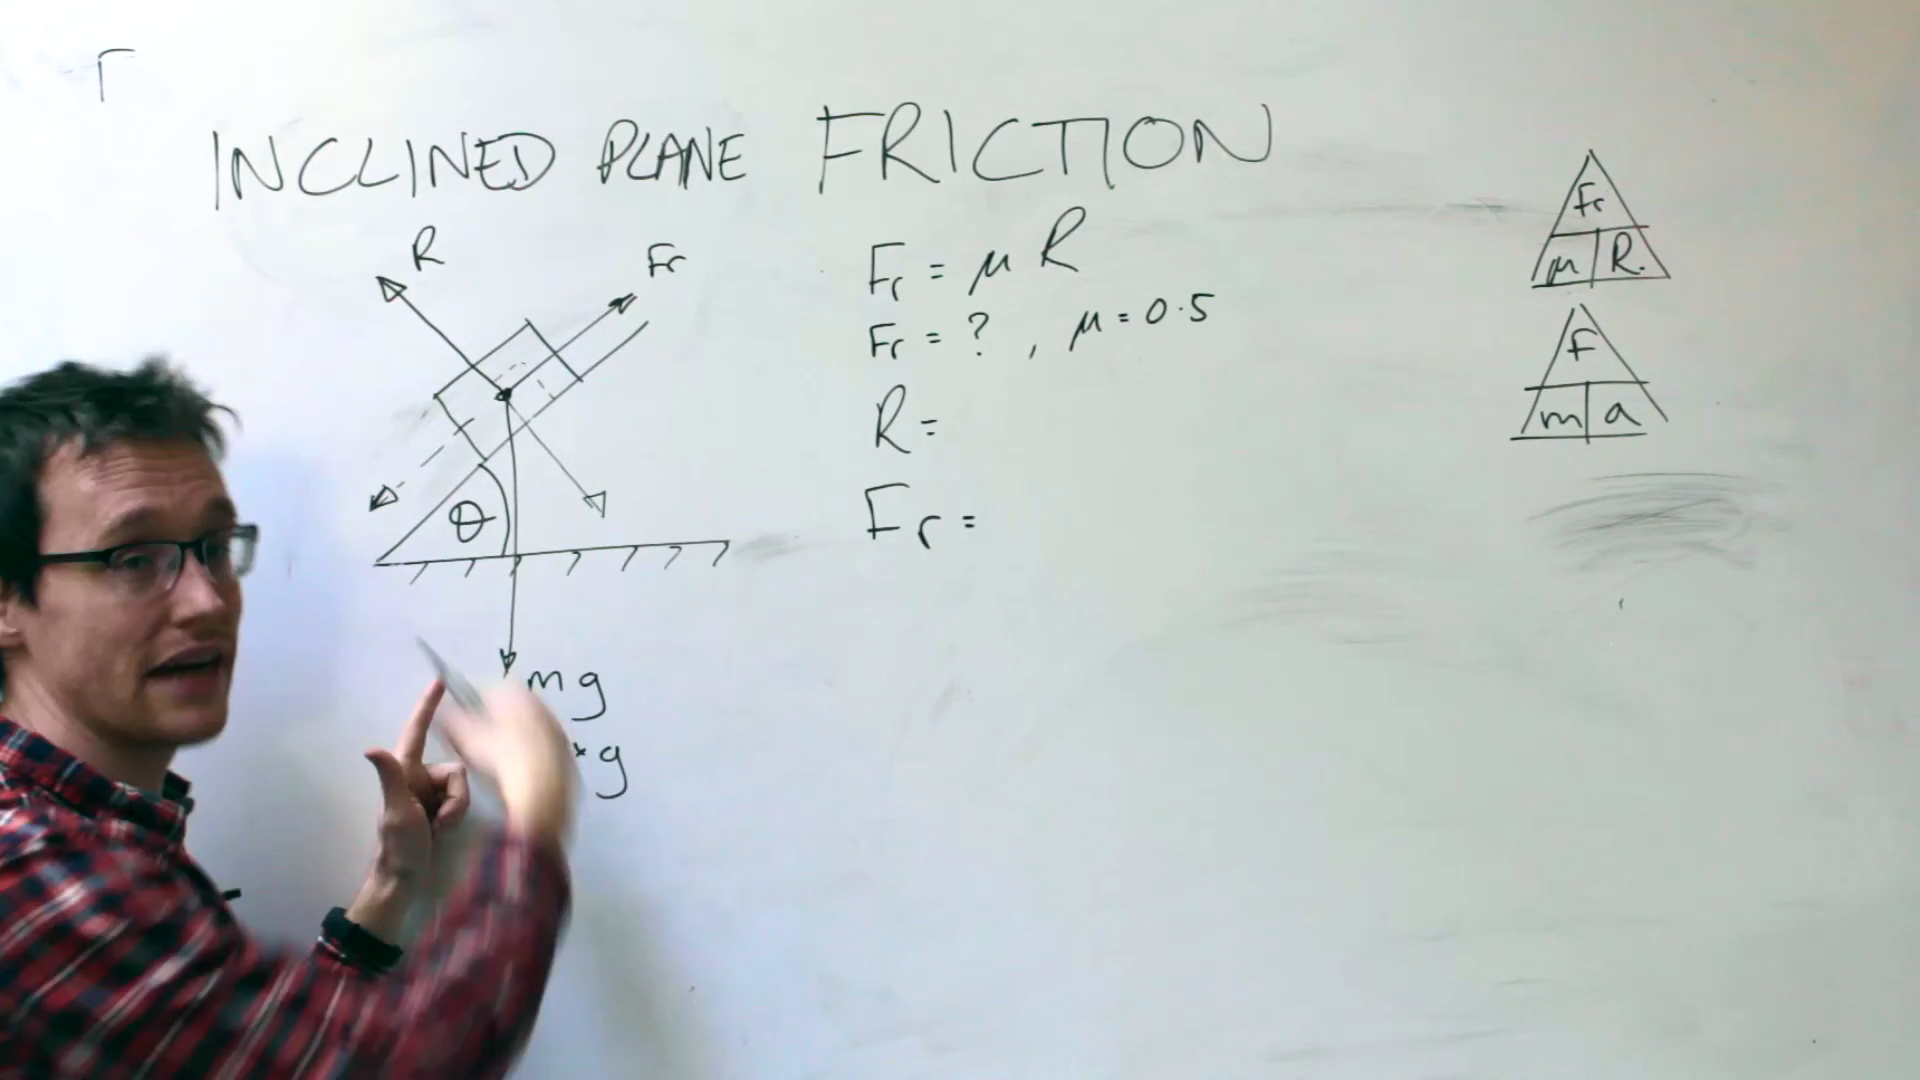 INCLINED PLANE FRICTION
R
Fr
θ
mg
* g
Fr = μ R
Fr = ? , μ = 0.5
R =
Fr =
Fr
μ R.
F
m a